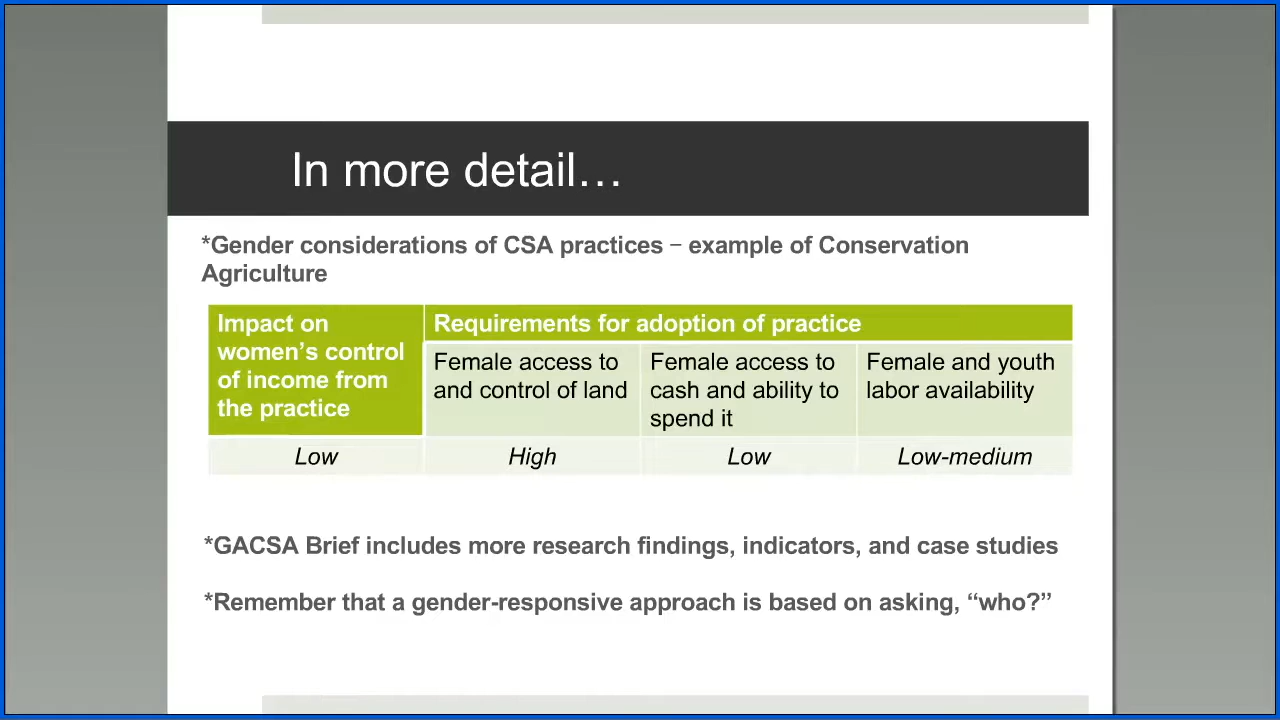 In more detail…
*Gender considerations of CSA practices – example of Conservation
Agriculture
Impact on
women’s control
of income from
the practice
Requirements for adoption of practice
Female access to
and control of land
Female access to
cash and ability to
spend it
Female and youth
labor availability
Low
High
Low
Low-medium
*GACSA Brief includes more research findings, indicators, and case studies
*Remember that a gender-responsive approach is based on asking, “who?”